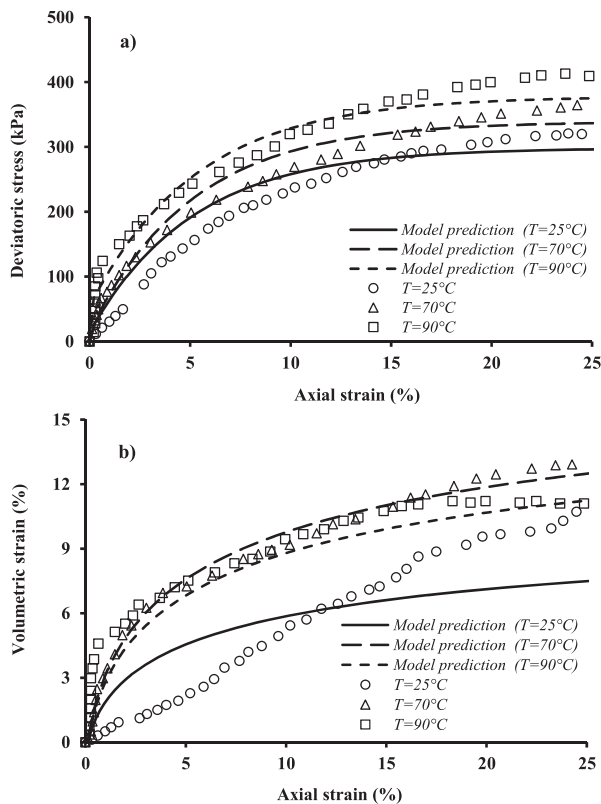 500
a)
400
300
200
100
0
Deviatoric stress (kPa)
Model prediction (T=25°C)
Model prediction (T=70°C)
Model prediction (T=90°C)
T=25°C
T=70°C
T=90°C
0 5 10 15 20 25
Axial strain (%)
15
b)
12
9
6
3
0
Volumetric strain (%)
Model prediction (T=25°C)
Model prediction (T=70°C)
Model prediction (T=90°C)
T=25°C
T=70°C
T=90°C
0 5 10 15 20 25
Axial strain (%)